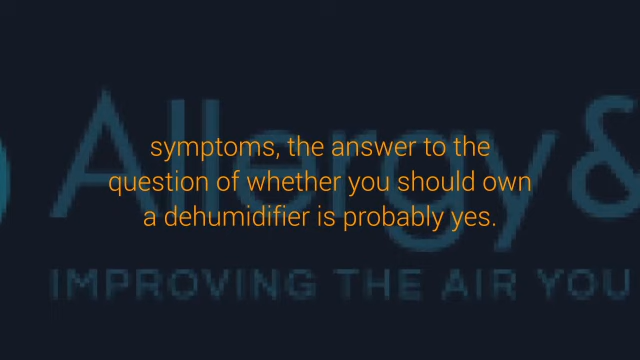 symptoms, the answer to the
question of whether you should own
a dehumidifier is probably yes.
Allergy&
IMPROVING THE AIR YOU